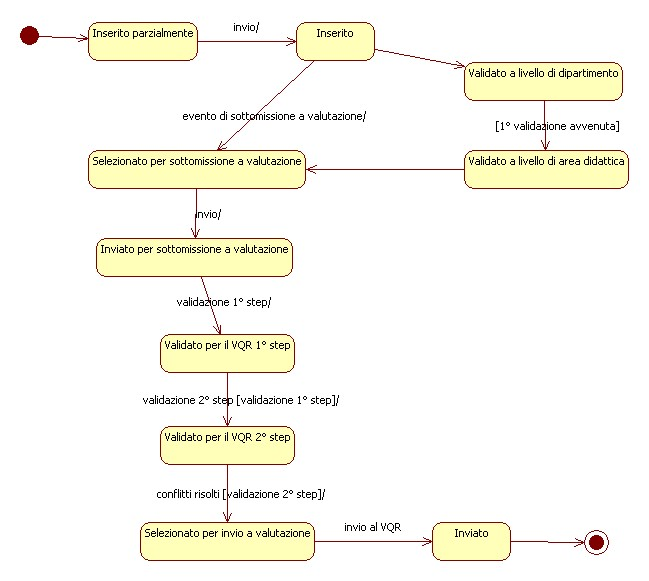 Inserito parzialmente
invio/
Inserito
Validato a livello di dipartimento
evento di sottomissione a valutazione/
[1° validazione avvenuta]
Selezionato per sottomissione a valutazione
Validato a livello di area didattica
invio/
Inviato per sottomissione a valutazione
validazione 1° step/
Validato per il VQR 1° step
validazione 2° step [validazione 1° step]/
Validato per il VQR 2° step
conflitti risolti [validazione 2° step]/
Selezionato per invio a valutazione
invio al VQR
Inviato